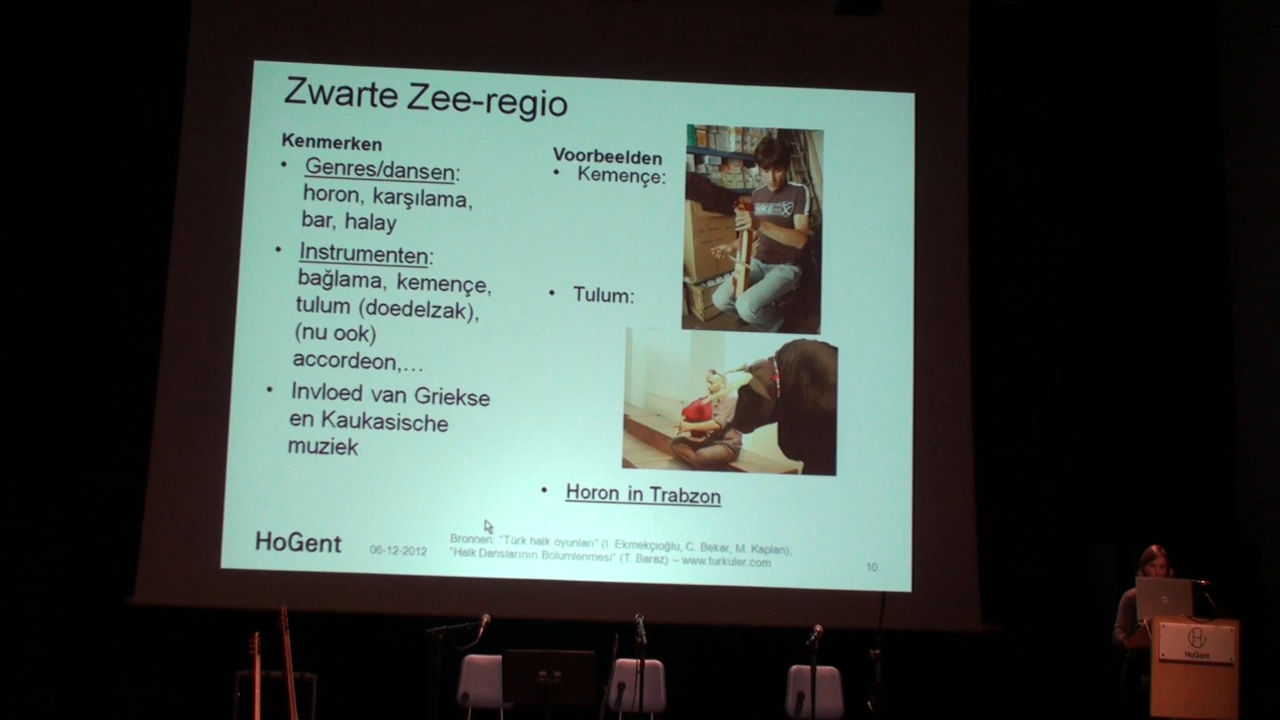 Zwarte Zee-regio
Kenmerken
• Genres/dansen:
horon, karşılama,
bar, halay
• Instrumenten:
bağlama, kemençe,
tulum (doedelzak),
(nu ook)
accordeon,…
• Invloed van Griekse
en Kaukasische
muziek
Voorbeelden
• Kemençe:
• Tulum:
• Horon in Trabzon
HoGent
06-12-2012
Bronnen: "Türk halk oyunları" (I. Ekmekçioğlu, C. Bekar, M. Kaplan);
"Halk Danslarının Bölümlenmesi" (T. Baraz) – www.turkuler.com
10
HoGent